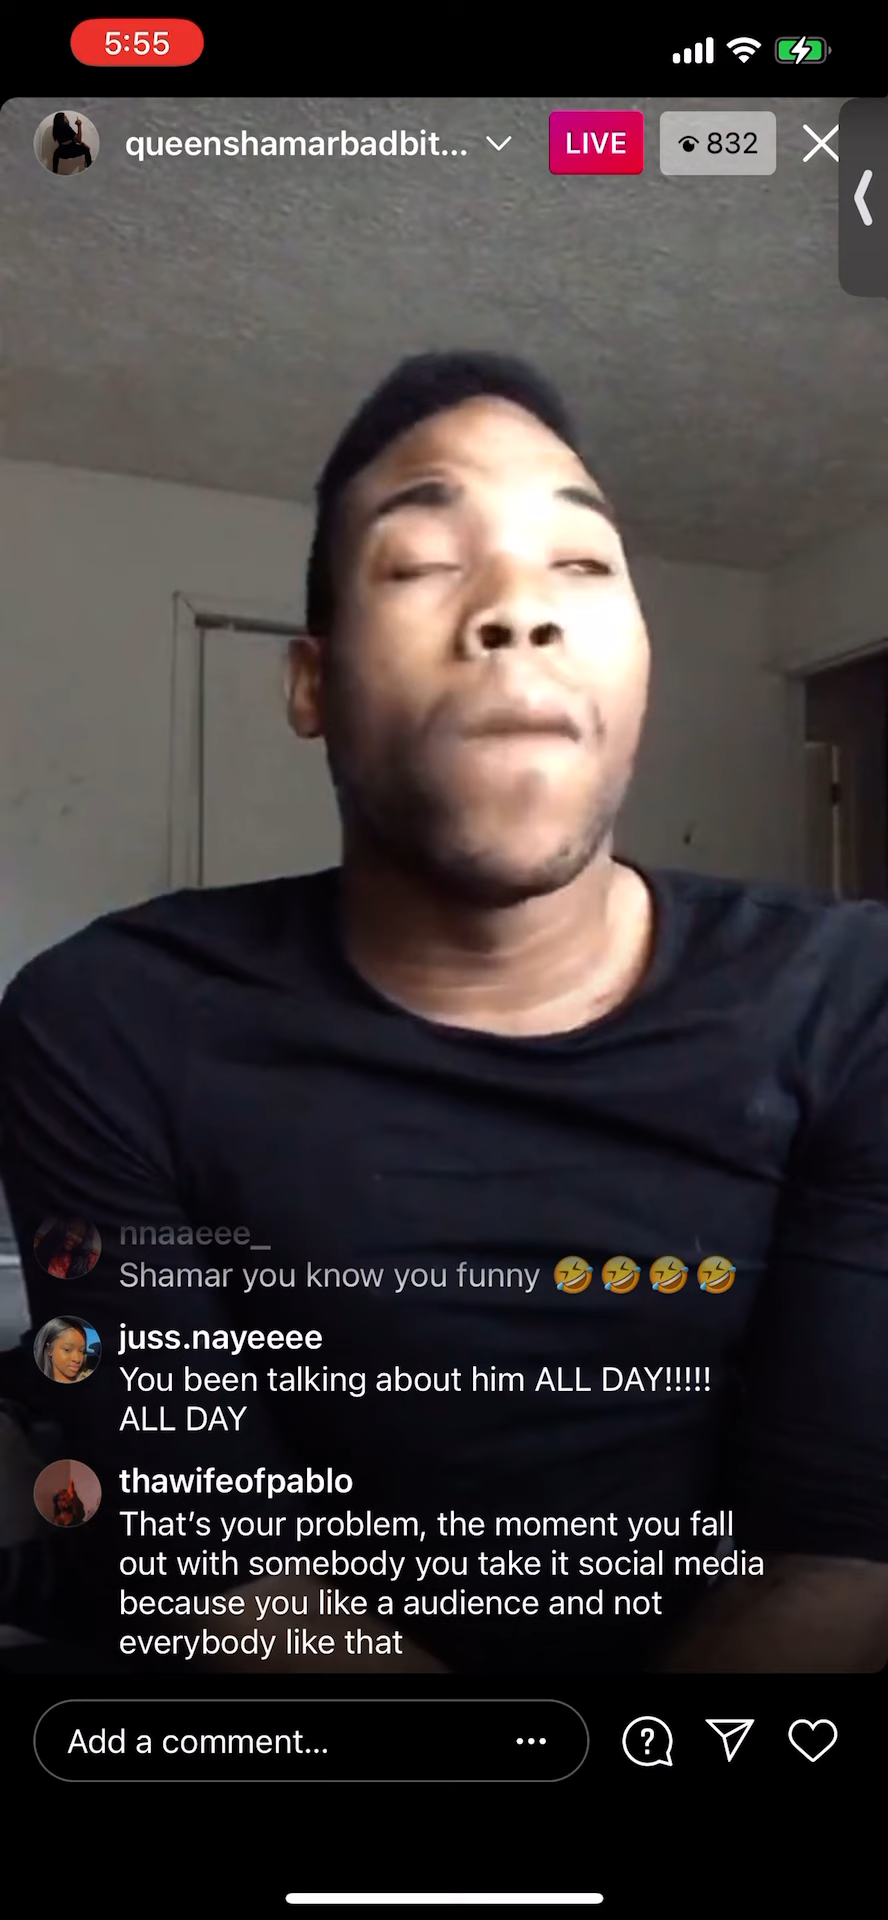 5:55
queenshamarbadbit...
LIVE
832
nnaaeee_
Shamar you know you funny 🤣🤣🤣🤣
juss.nayeeee
You been talking about him ALL DAY!!!!!
ALL DAY
thawifeofpablo
That’s your problem, the moment you fall
out with somebody you take it social media
because you like a audience and not
everybody like that
Add a comment...